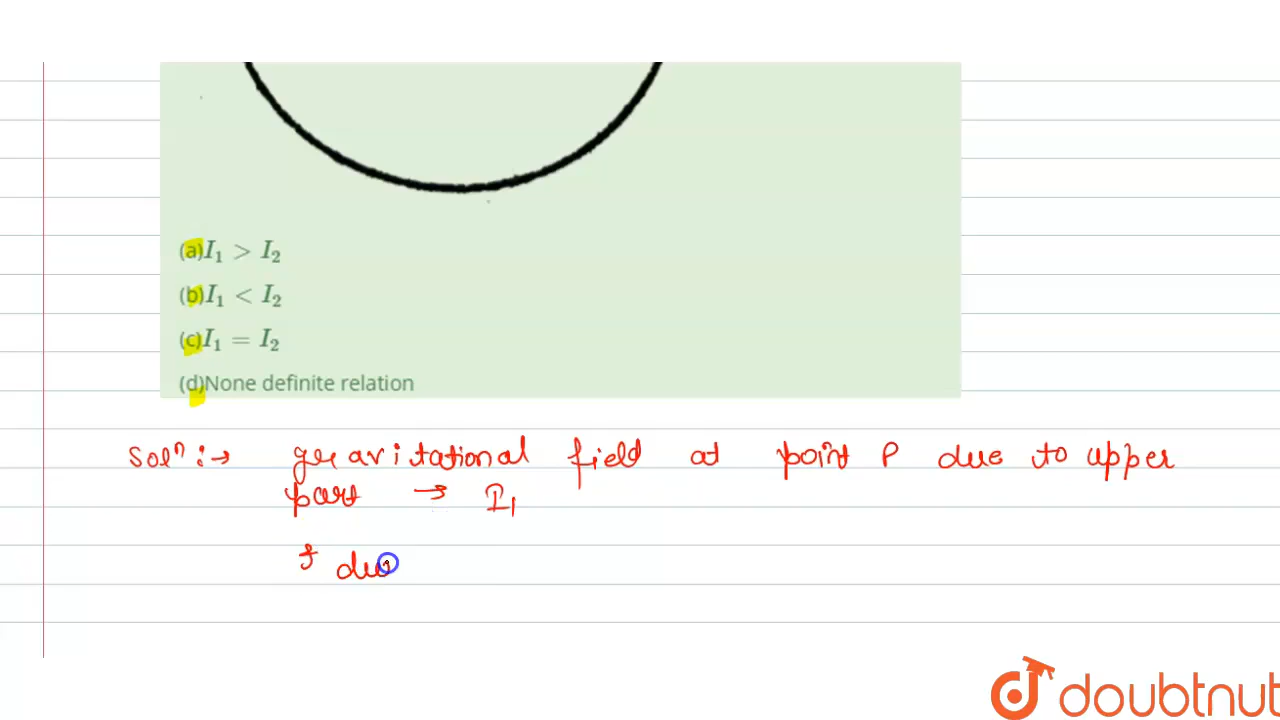 (a)I₁ > I₂
(b)I₁ < I₂
(c)I₁ = I₂
(d)None definite relation
Solⁿ :→ gravitational field at point P due to upper
part → I₁
& due
doubtnut